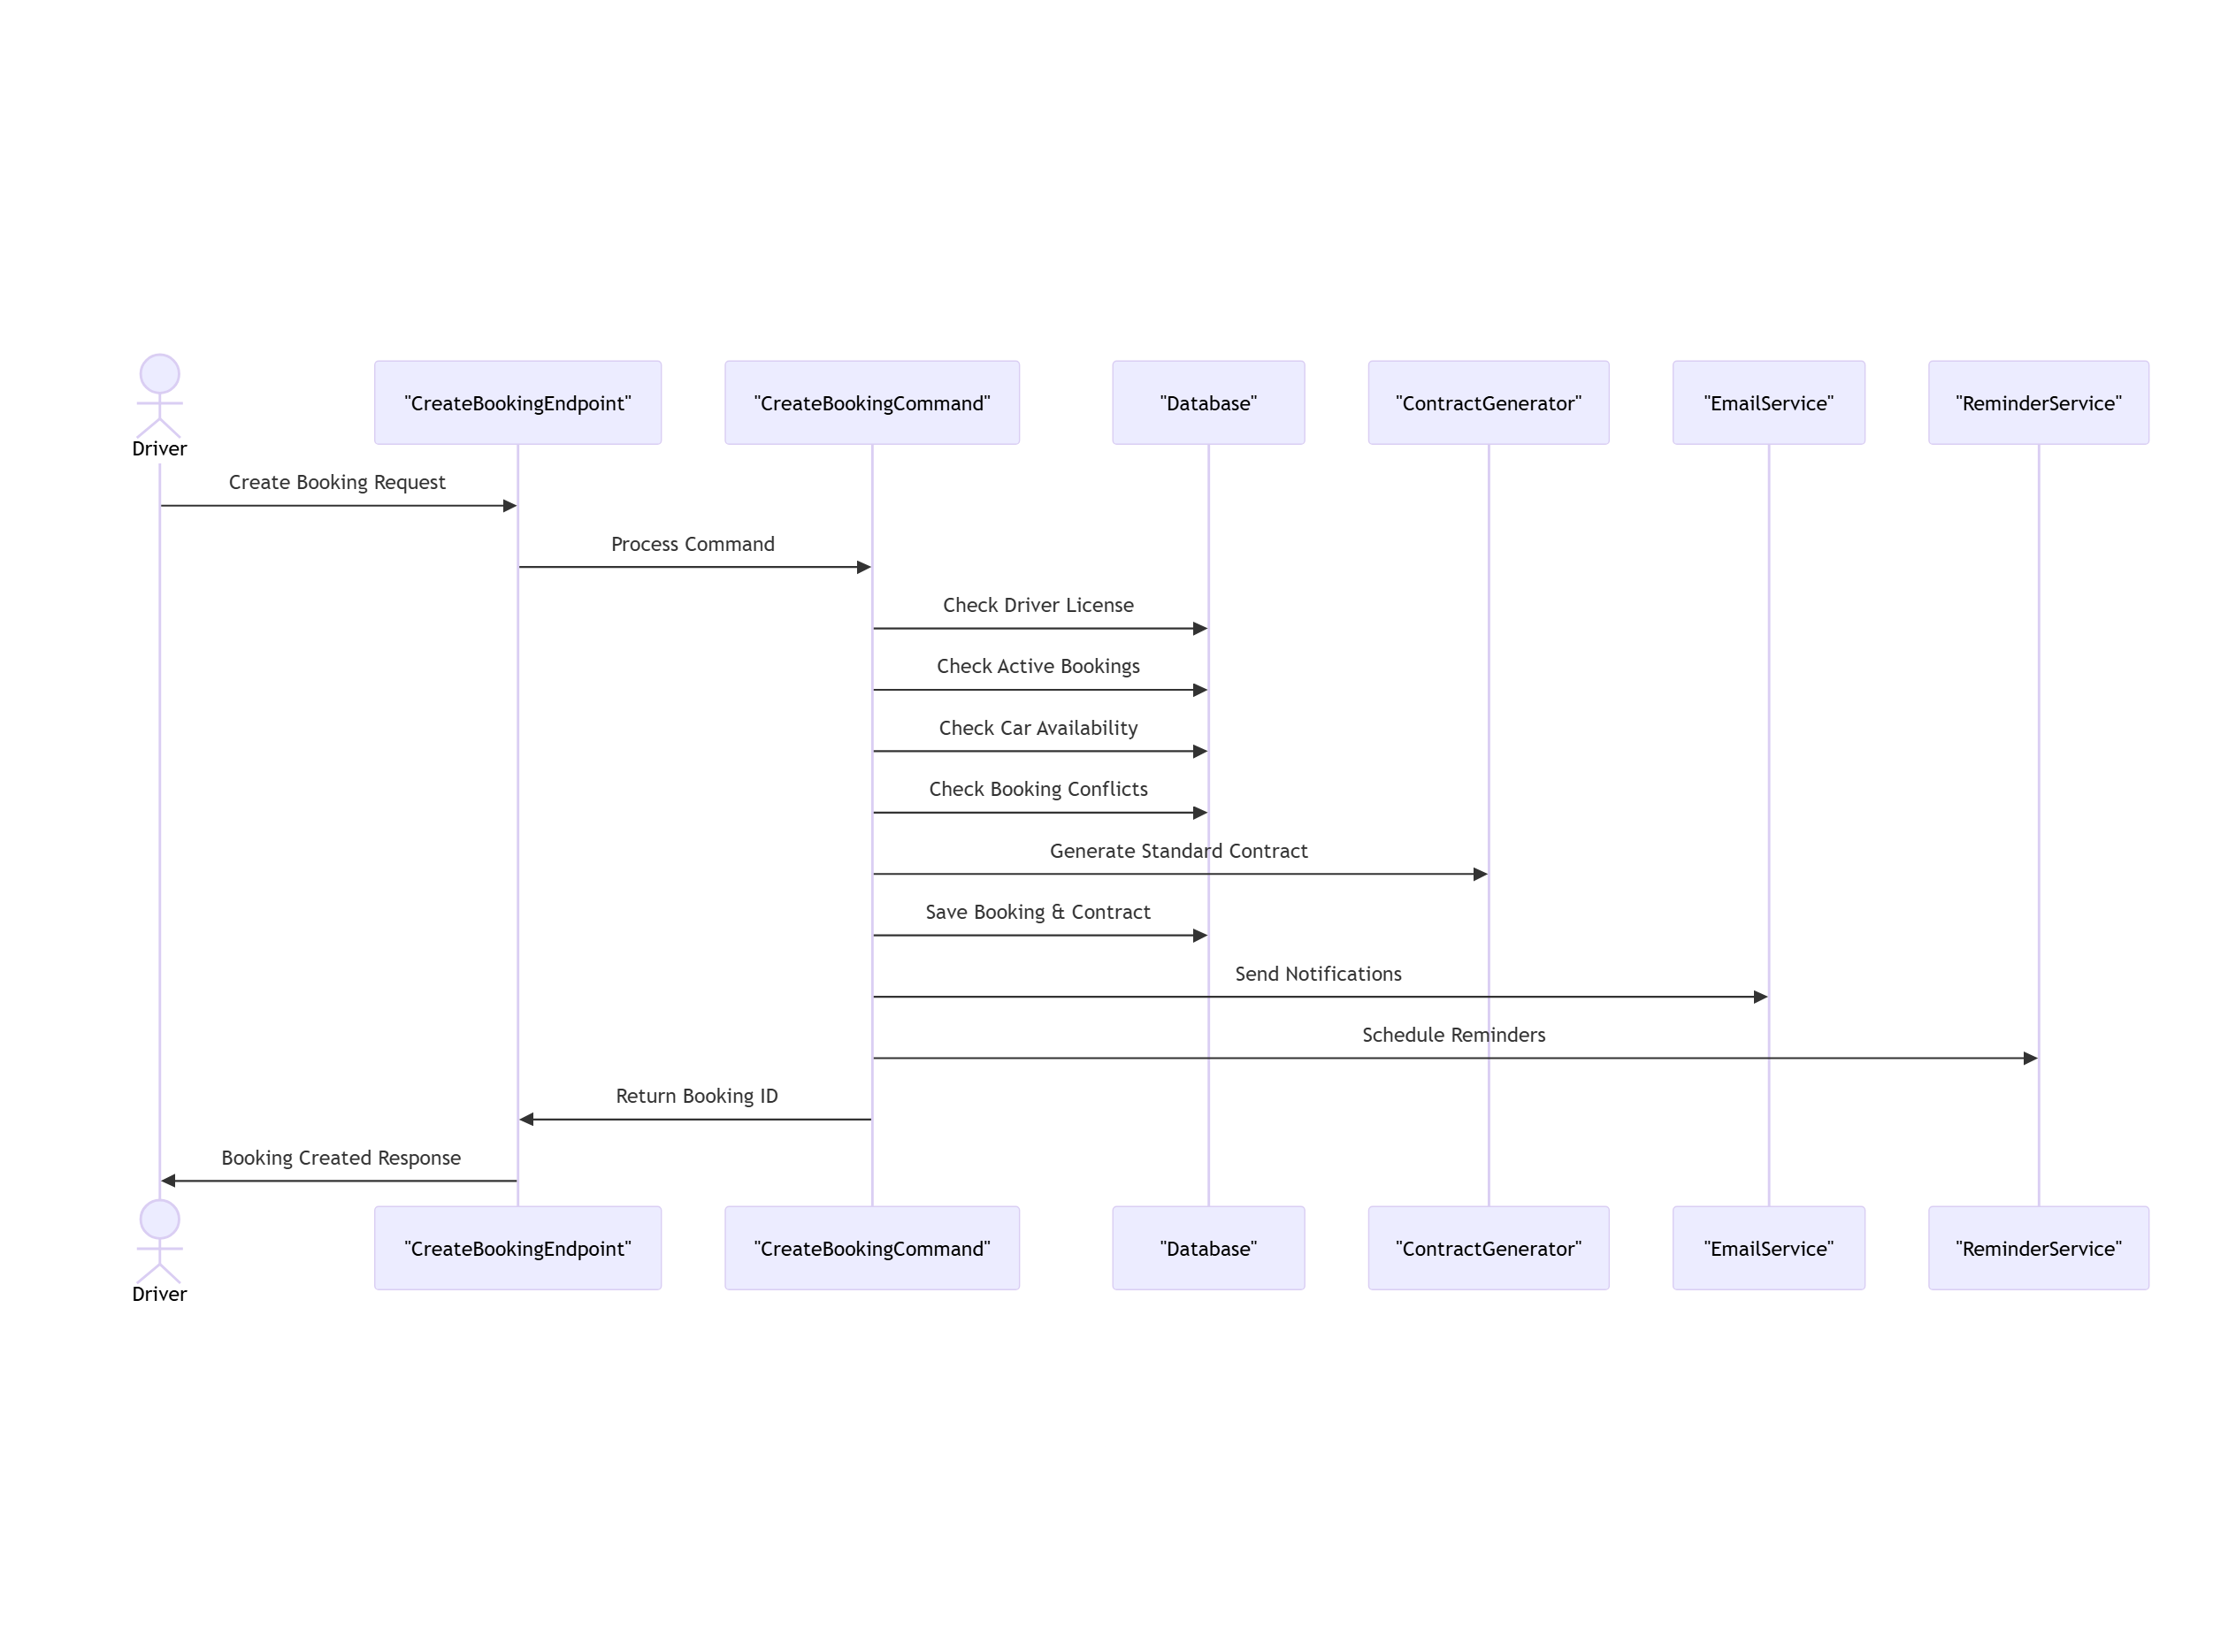 Driver
"CreateBookingEndpoint"
"CreateBookingCommand"
"Database"
"ContractGenerator"
"EmailService"
"ReminderService"
Create Booking Request
Process Command
Check Driver License
Check Active Bookings
Check Car Availability
Check Booking Conflicts
Generate Standard Contract
Save Booking & Contract
Send Notifications
Schedule Reminders
Return Booking ID
Booking Created Response
Driver
"CreateBookingEndpoint"
"CreateBookingCommand"
"Database"
"ContractGenerator"
"EmailService"
"ReminderService"